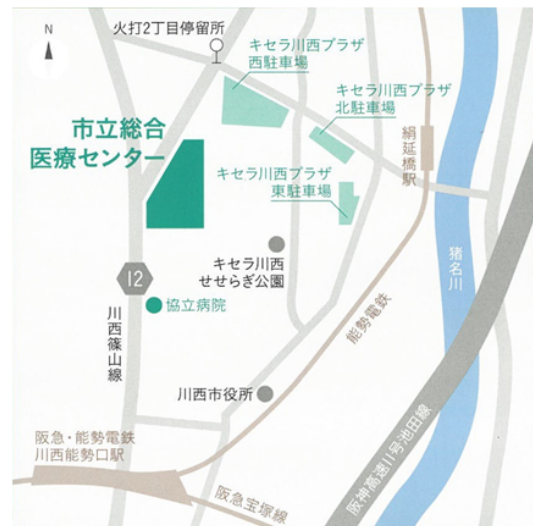 N
火打2丁目停留所
キセラ川西プラザ
西駐車場
キセラ川西プラザ
北駐車場
市立総合
医療センター
絹延橋駅
キセラ川西プラザ
東駐車場
キセラ川西
せせらぎ公園
猪名川
12
協立病院
川西篠山線
能勢電鉄
川西市役所
阪急・能勢電鉄
川西能勢口駅
阪神高速11号池田線
阪急宝塚線